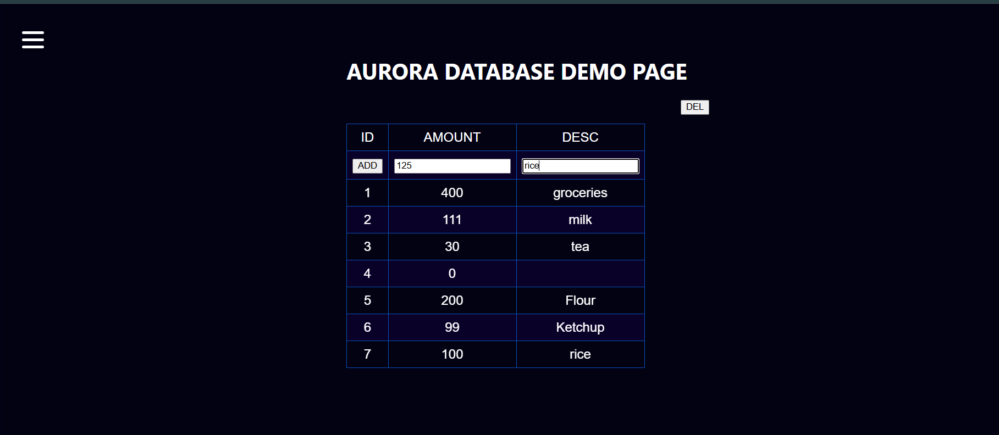 AURORA DATABASE DEMO PAGE
DEL
ID AMOUNT DESC
ADD 125 rice
1 400 groceries
2 111 milk
3 30 tea
4 0
5 200 Flour
6 99 Ketchup
7 100 rice